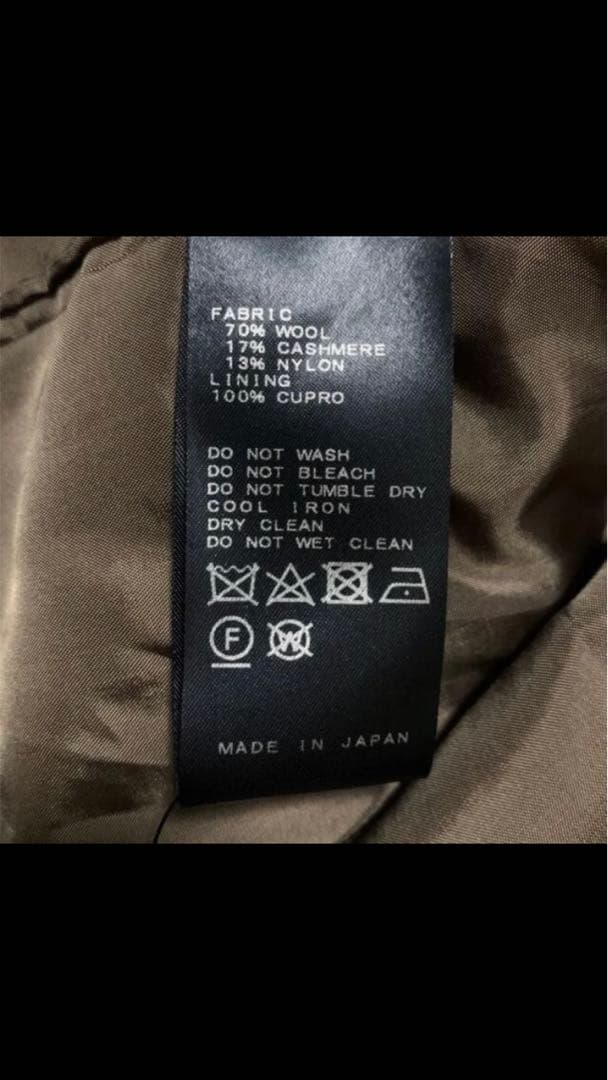 FABRIC
70% WOOL
17% CASHMERE
13% NYLON
LINING
100% CUPRO
DO NOT WASH
DO NOT BLEACH
DO NOT TUMBLE DRY
COOL IRON
DRY CLEAN
DO NOT WET CLEAN
F W
MADE IN JAPAN